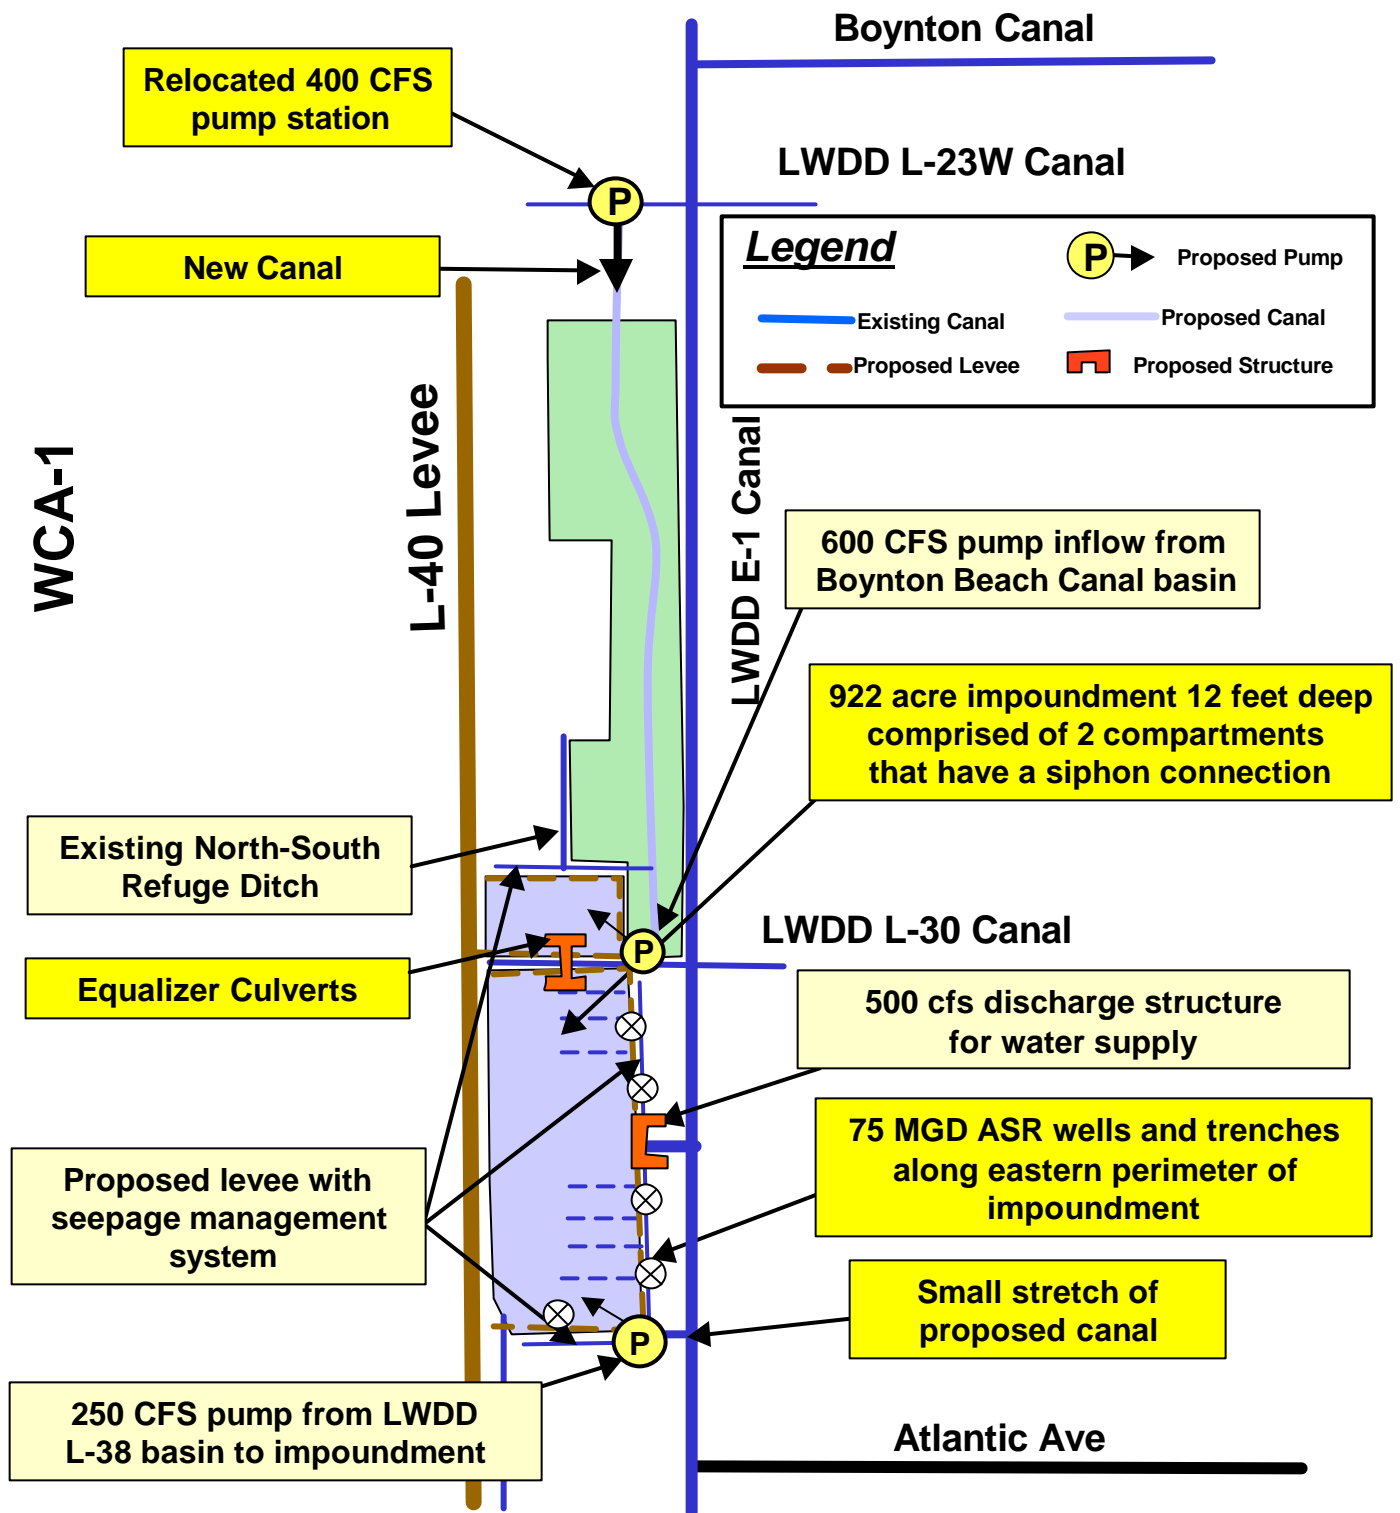 Boynton Canal
Relocated 400 CFS
pump station
LWDD L-23W Canal
P
New Canal
Legend
P
Proposed Pump
Existing Canal
Proposed Canal
Proposed Levee
Proposed Structure
WCA-1
L-40 Levee
LWDD E-1 Canal
600 CFS pump inflow from
Boynton Beach Canal basin
922 acre impoundment 12 feet deep
comprised of 2 compartments
that have a siphon connection
Existing North-South
Refuge Ditch
LWDD L-30 Canal
P
Equalizer Culverts
500 cfs discharge structure
for water supply
75 MGD ASR wells and trenches
along eastern perimeter of
impoundment
Proposed levee with
seepage management
system
Small stretch of
proposed canal
P
250 CFS pump from LWDD
L-38 basin to impoundment
Atlantic Ave